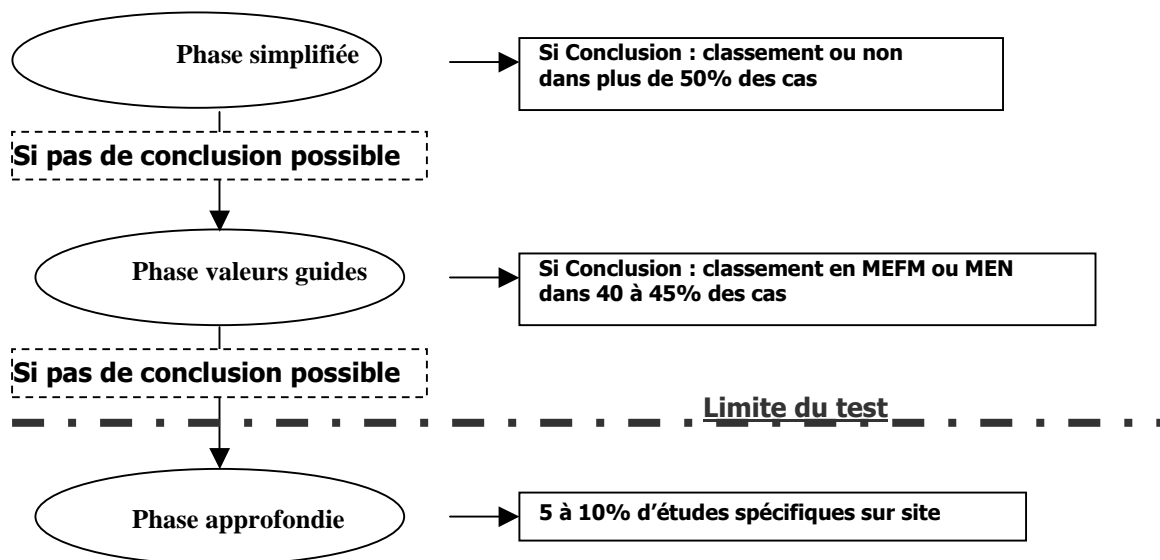 Phase simplifiée
Si Conclusion : classement ou non
dans plus de 50% des cas
Si pas de conclusion possible
Phase valeurs guides
Si Conclusion : classement en MEFM ou MEN
dans 40 à 45% des cas
Si pas de conclusion possible
Limite du test
Phase approfondie
5 à 10% d’études spécifiques sur site